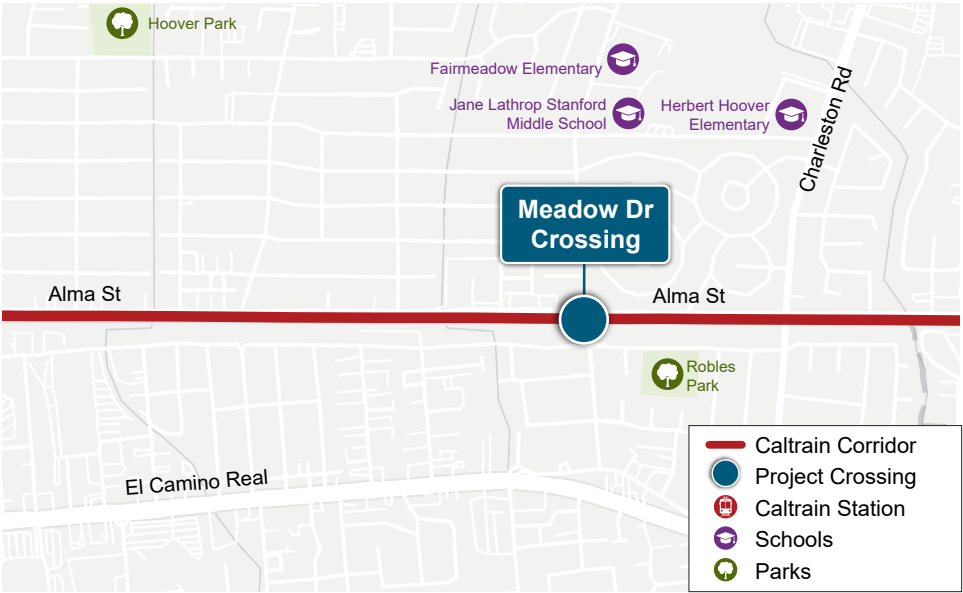 Hoover Park
Fairmeadow Elementary
Jane Lathrop Stanford
Middle School
Herbert Hoover
Elementary
Charleston Rd
Meadow Dr
Crossing
Alma St
Alma St
Robles
Park
El Camino Real
Caltrain Corridor
Project Crossing
Caltrain Station
Schools
Parks